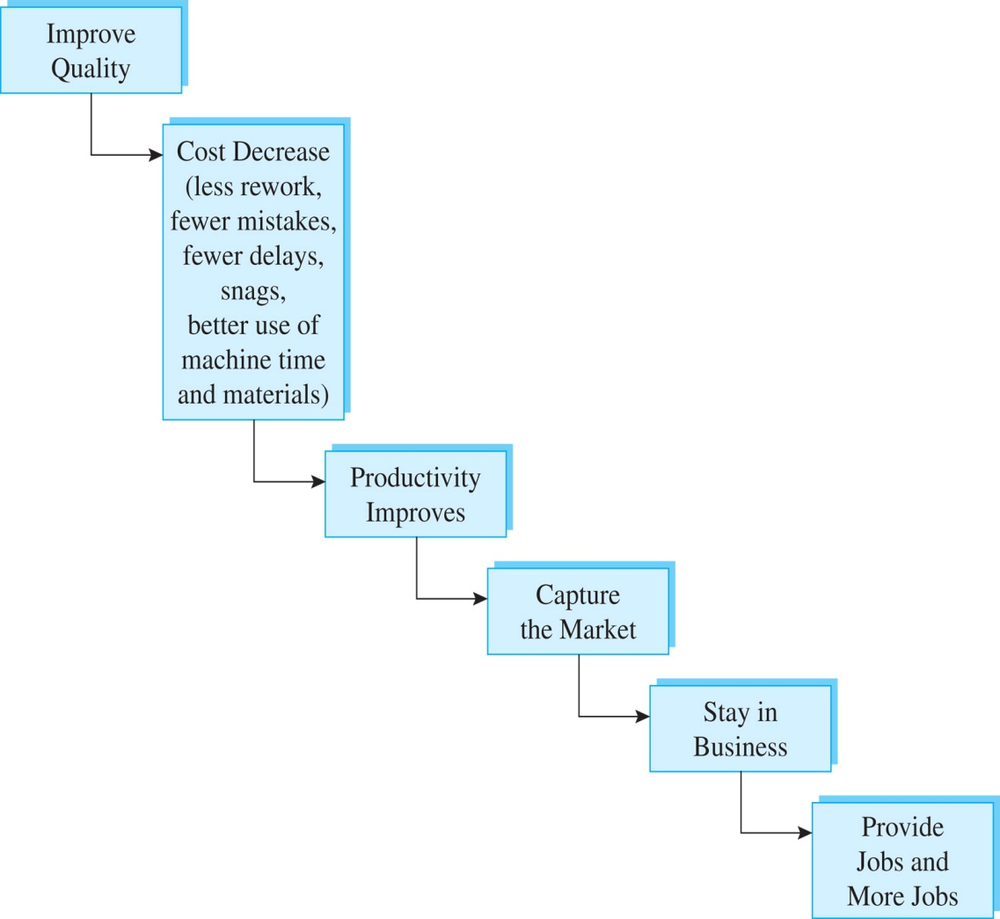 Improve
Quality
Cost Decrease
(less rework,
fewer mistakes,
fewer delays,
snags,
better use of
machine time
and materials)
Productivity
Improves
Capture
the Market
Stay in
Business
Provide
Jobs and
More Jobs